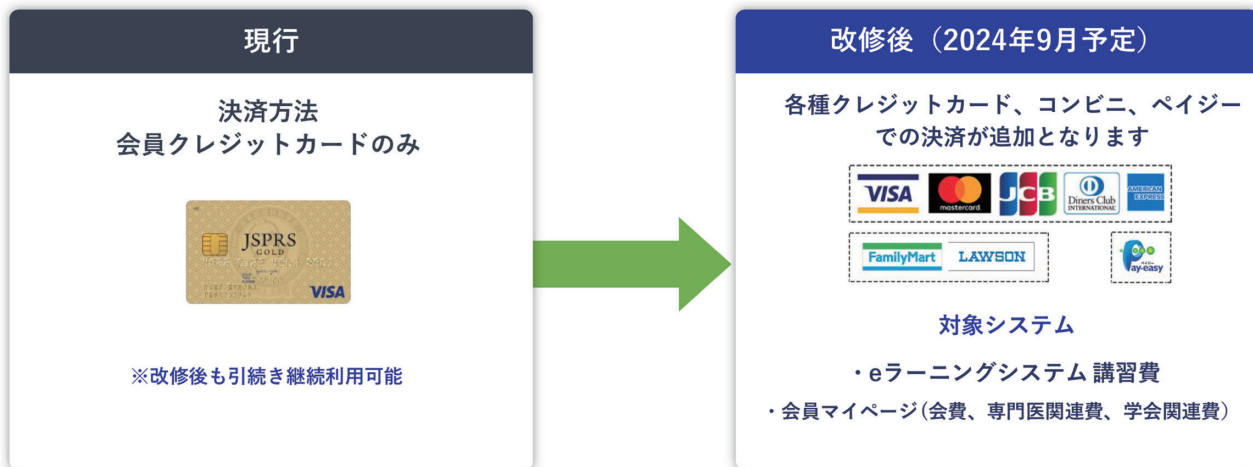 現行
決済方法
会員クレジットカードのみ
JSPRS
GOLD
VISA
※改修後も引続き継続利用可能
改修後（2024年9月予定）
各種クレジットカード、コンビニ、ペイジー
での決済が追加となります
VISA
mastercard
JCB
Diners Club
INTERNATIONAL
AMERICAN
EXPRESS
FamilyMart
LAWSON
Pay-easy
対象システム
・eラーニングシステム 講習費
・会員マイページ(会費、専門医関連費、学会関連費）